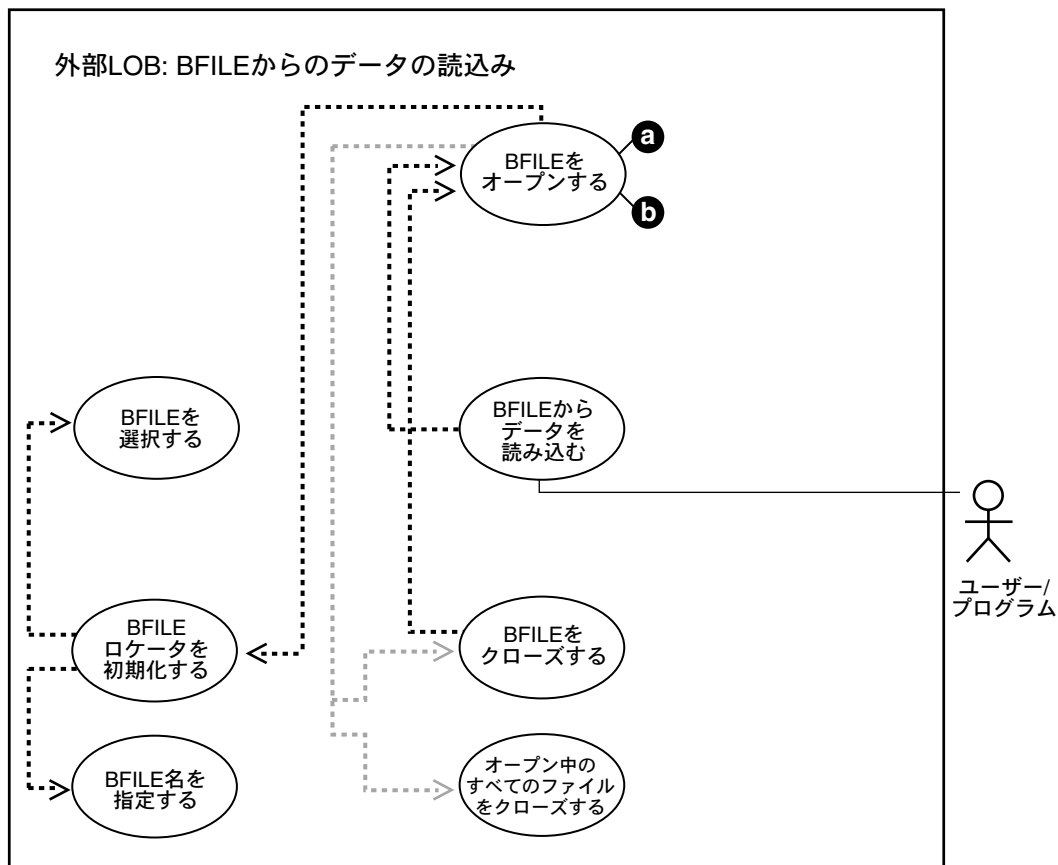 外部LOB: BFILEからのデータの読込み
BFILEを
オープンする
a
b
BFILEを
選択する
BFILEから
データを
読み込む
ユーザー/
プログラム
BFILE
ロケータを
初期化する
BFILEを
クローズする
BFILE名を
指定する
オープン中の
すべてのファイル
をクローズする